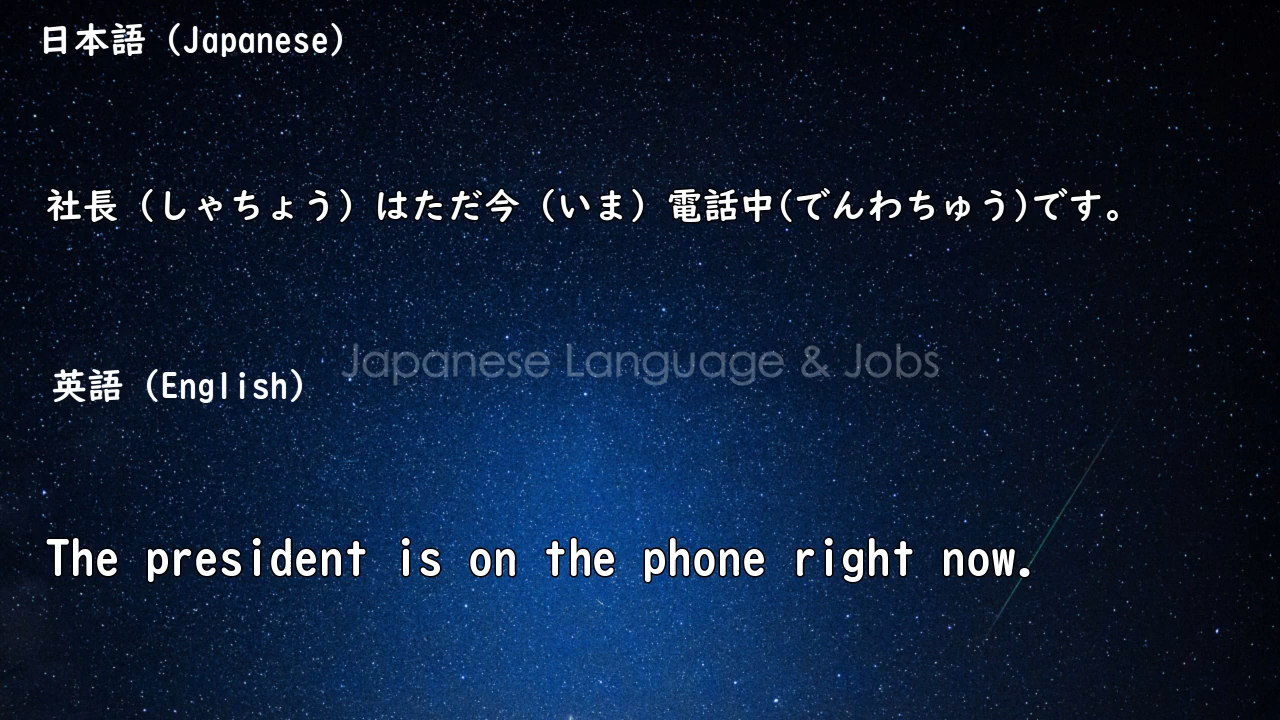 日本語（Japanese）
社長（しゃちょう）はただ今（いま）電話中(でんわちゅう)です。
Japanese Language & Jobs
英語（English）
The president is on the phone right now.